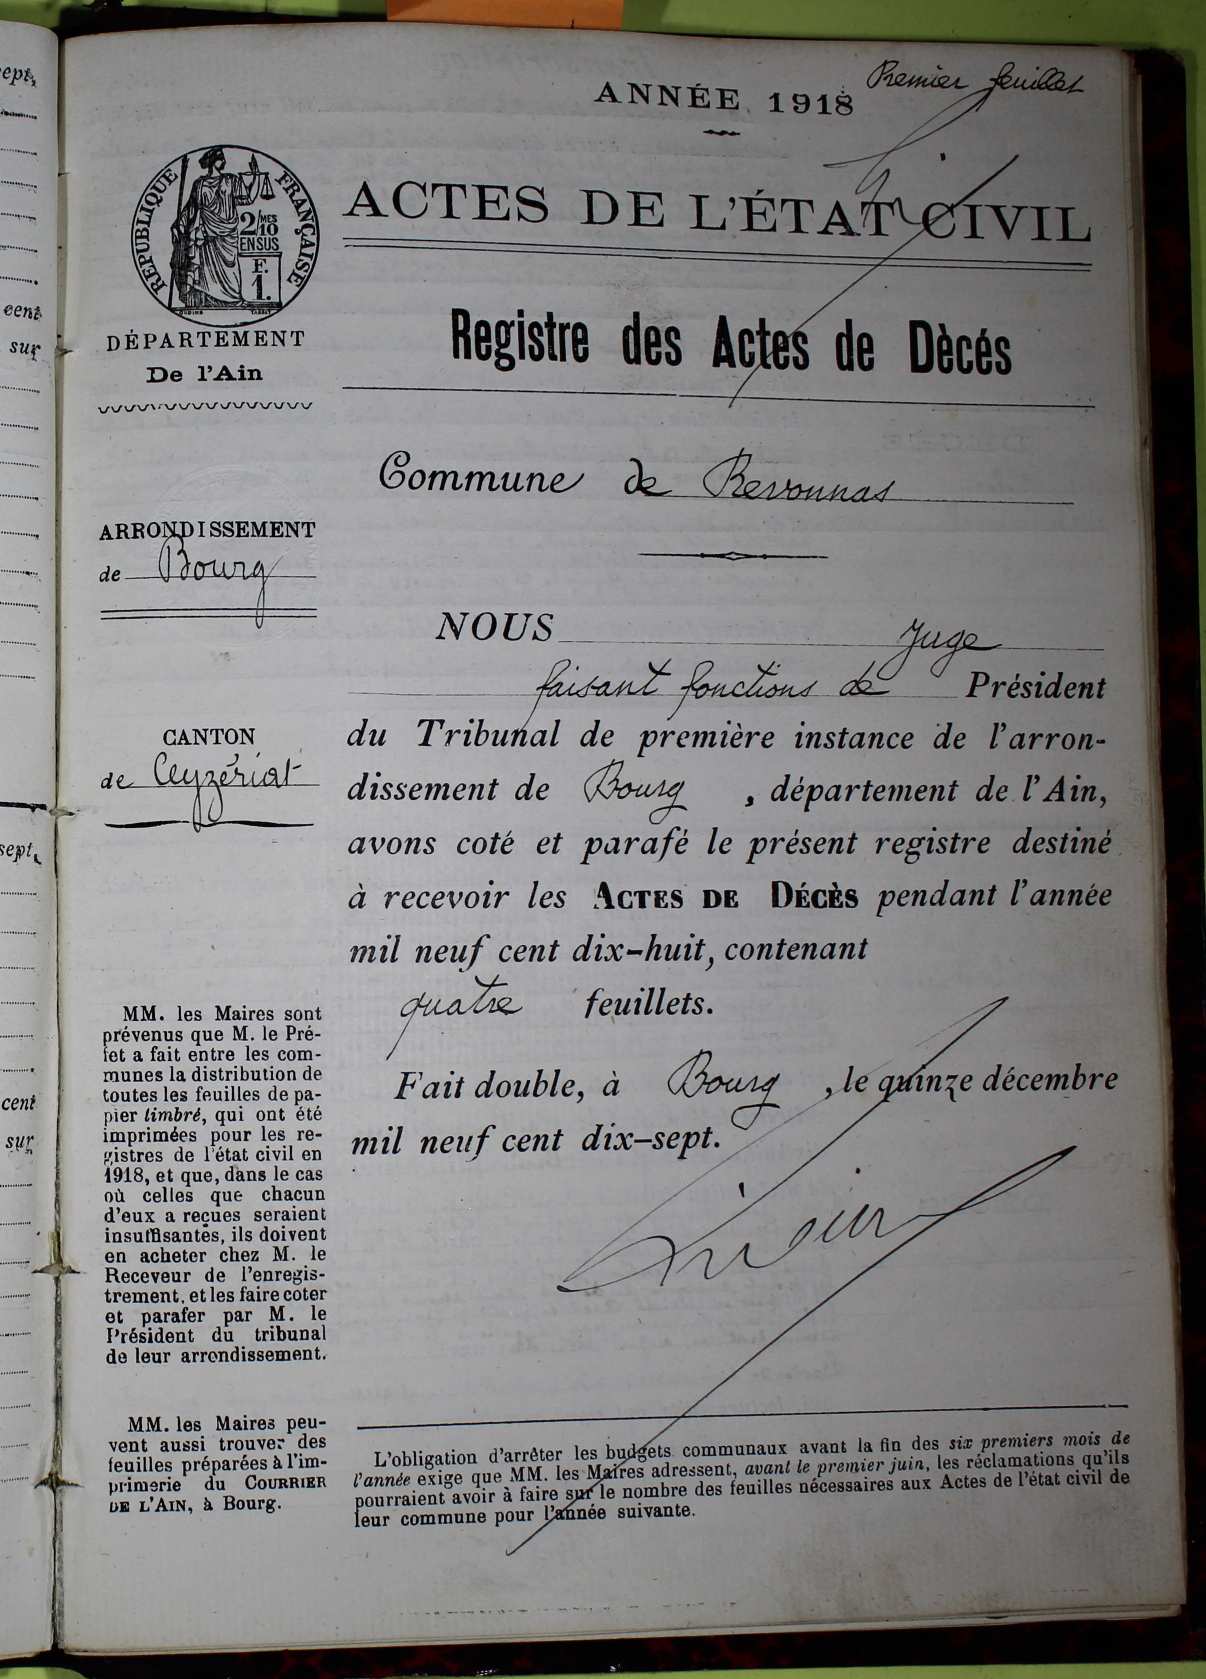 Premier feuillet
ANNÉE 1918
RÉPUBLIQUE FRANÇAISE
2/10 MES
EN SUS
F.
1.
ACTES DE L'ÉTAT CIVIL
DÉPARTEMENT
De l'Ain
Registre des Actes de Dècés
Commune de Revonnas
ARRONDISSEMENT
de Bourg
NOUS Juge
faisant fonctions de Président
du Tribunal de première instance de l'arron-
dissement de Bourg, département de l'Ain,
avons coté et parafé le présent registre destiné
à recevoir les ACTES DE DÉCÈS pendant l'année
mil neuf cent dix-huit, contenant
quatre feuillets.
Fait double, à Bourg, le quinze décembre
mil neuf cent dix-sept.
CANTON
de Ceyzériat
MM. les Maires sont
prévenus que M. le Pré-
fet a fait entre les com-
munes la distribution de
toutes les feuilles de pa-
pier timbré, qui ont été
imprimées pour les re-
gistres de l'état civil en
1918, et que, dans le cas
où celles que chacun
d'eux a reçues seraient
insuffisantes, ils doivent
en acheter chez M. le
Receveur de l'enregis-
trement, et les faire coter
et parafer par M. le
Président du tribunal
de leur arrondissement.
MM. les Maires peu-
vent aussi trouver des
feuilles préparées à l'im-
primerie du COURRIER
DE L'AIN, à Bourg.
L'obligation d'arrêter les budgets communaux avant la fin des six premiers mois de
l'année exige que MM. les Maires adressent, avant le premier juin, les réclamations qu'ils
pourraient avoir à faire sur le nombre des feuilles nécessaires aux Actes de l'état civil de
leur commune pour l'année suivante.
sept,
cent
sur
sept,
cent
sur